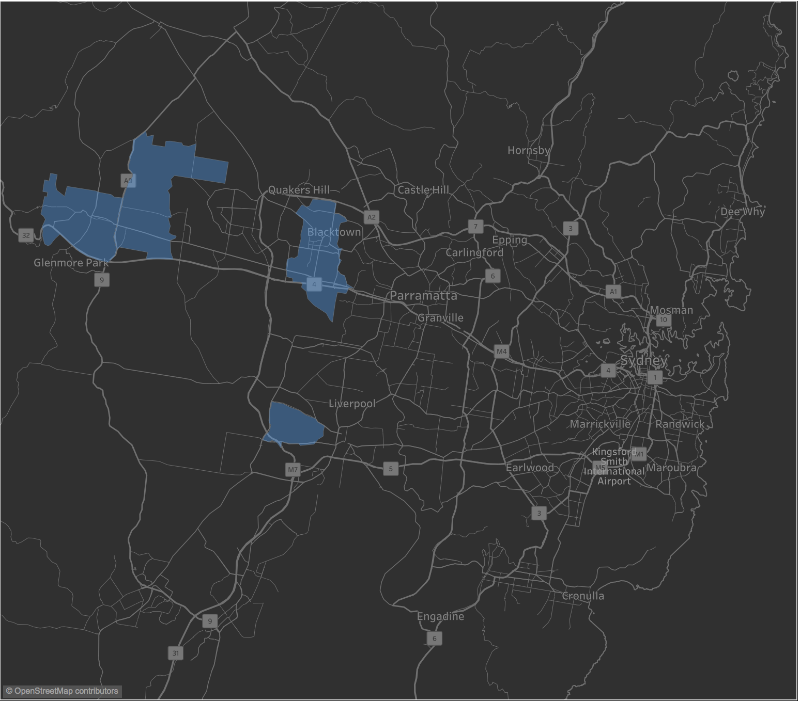 Hornsby
A9
Quakers Hill
Castle Hill
A2
Dee Why
7
3
Blacktown
32
Epping
Carlingford
Glenmore Park
6
9
4
A1
Parramatta
Mosman
10
Granville
M4
Sydney
4
1
Liverpool
Marrickville
Randwick
Kingsford
Smith
International
Airport
M1
Earlwood
Maroubra
M7
5
3
Cronulla
Engadine
9
6
31
© OpenStreetMap contributors